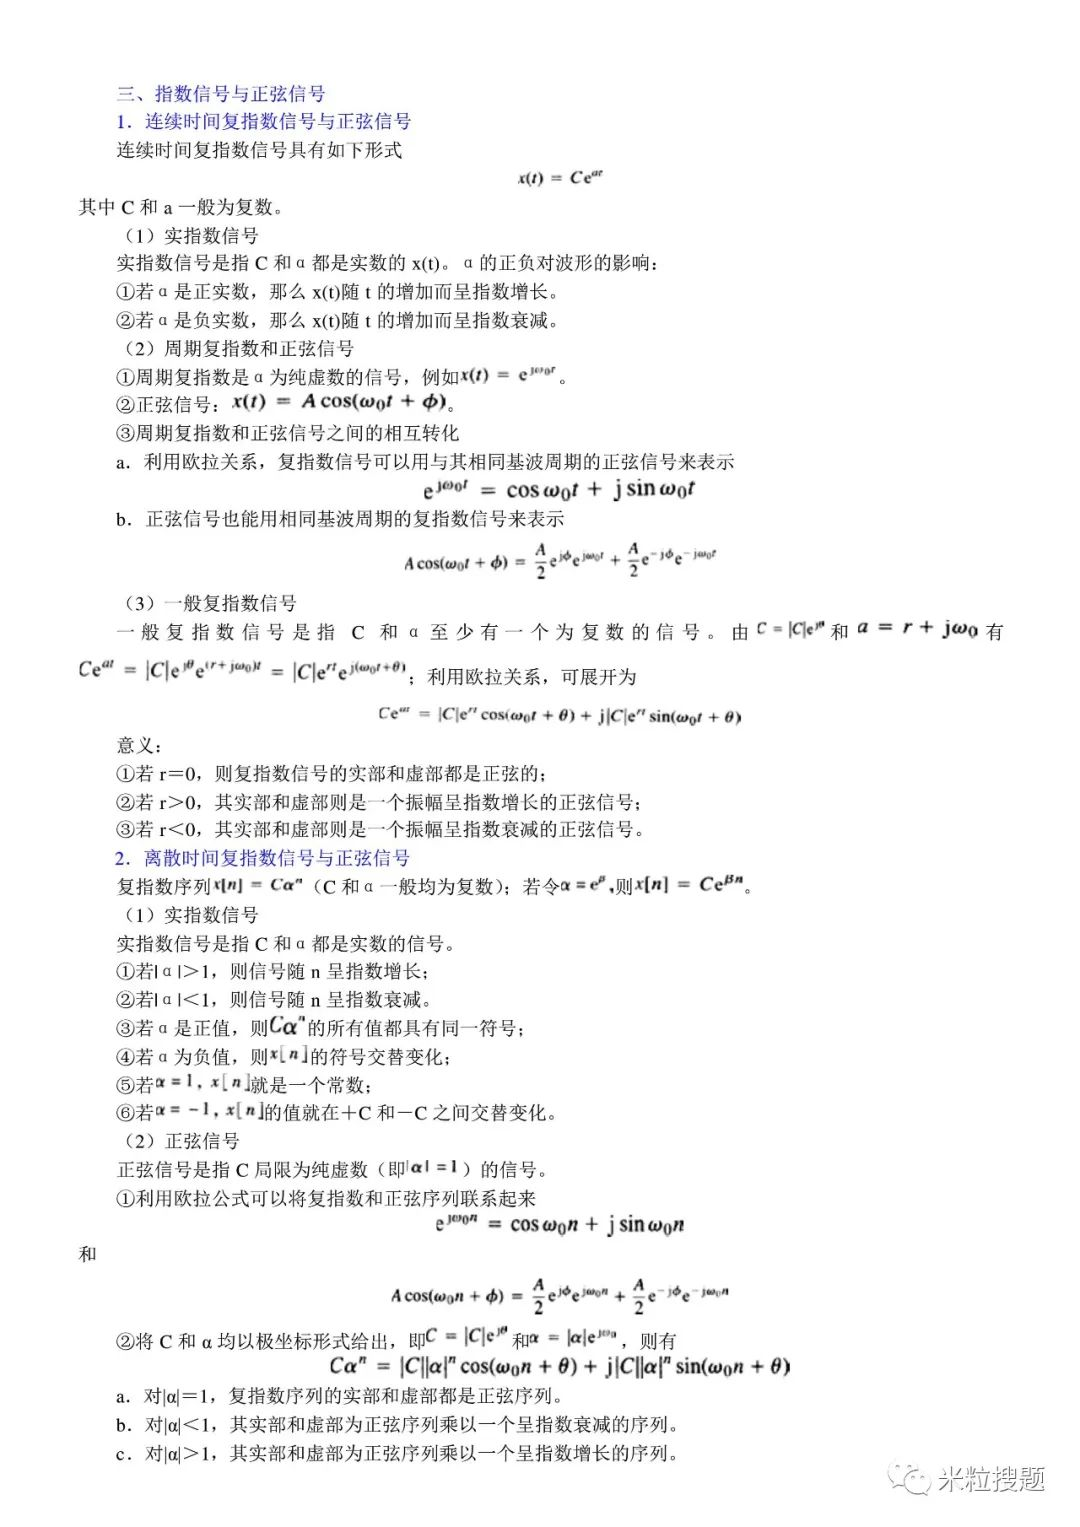 三、指数信号与正弦信号
1．连续时间复指数信号与正弦信号
连续时间复指数信号具有如下形式
x(t) = Ce^{at}
其中 C 和 a 一般为复数。
（1）实指数信号
实指数信号是指 C 和 α 都是实数的 x(t)。α 的正负对波形的影响：
①若 α 是正实数，那么 x(t)随 t 的增加而呈指数增长。
②若 α 是负实数，那么 x(t)随 t 的增加而呈指数衰减。
（2）周期复指数和正弦信号
①周期复指数是 α 为纯虚数的信号，例如x(t) = e^{jω₀t}。
②正弦信号：x(t) = A cos(ω₀t + ϕ)。
③周期复指数和正弦信号之间的相互转化
a．利用欧拉关系，复指数信号可以用与其相同基波周期的正弦信号来表示
e^{jω₀t} = cos ω₀t + j sin ω₀t
b．正弦信号也能用相同基波周期的复指数信号来表示
A cos(ω₀t + ϕ) = A/2 e^{jϕ}e^{jω₀t} + A/2 e^{-jϕ}e^{-jω₀t}
（3）一般复指数信号
一般复指数信号是指 C 和 α 至少有一个为复数的信号。由 C = |C|e^{jθ} 和 a = r + jω₀ 有
Ce^{at} = |C|e^{jθ}e^{(r+jω₀)t} = |C|e^{rt}e^{j(ω₀t+θ)}；利用欧拉关系，可展开为
Ce^{at} = |C|e^{rt} cos(ω₀t + θ) + j|C|e^{rt} sin(ω₀t + θ)
意义：
①若 r＝0，则复指数信号的实部和虚部都是正弦的；
②若 r＞0，其实部和虚部则是一个振幅呈指数增长的正弦信号；
③若 r＜0，其实部和虚部则是一个振幅呈指数衰减的正弦信号。
2．离散时间复指数信号与正弦信号
复指数序列x[n] = Cαⁿ（C 和 α 一般均为复数）；若令α = e^β,则x[n] = Ce^{βn}。
（1）实指数信号
实指数信号是指 C 和 α 都是实数的信号。
①若|α|＞1，则信号随 n 呈指数增长；
②若|α|＜1，则信号随 n 呈指数衰减。
③若 α 是正值，则Cαⁿ的所有值都具有同一符号；
④若 α 为负值，则x[n]的符号交替变化；
⑤若α = 1, x[n]就是一个常数；
⑥若α = -1, x[n]的值就在＋C 和－C 之间交替变化。
（2）正弦信号
正弦信号是指 C 局限为纯虚数（即|α| = 1）的信号。
①利用欧拉公式可以将复指数和正弦序列联系起来
e^{jω₀n} = cos ω₀n + j sin ω₀n
和
A cos(ω₀n + ϕ) = A/2 e^{jϕ}e^{jω₀n} + A/2 e^{-jϕ}e^{-jω₀n}
②将 C 和 α 均以极坐标形式给出，即C = |C|e^{jθ}和α = |α|e^{jω₀}，则有
Cαⁿ = |C||α|ⁿ cos(ω₀n + θ) + j|C||α|ⁿ sin(ω₀n + θ)
a．对|α|＝1，复指数序列的实部和虚部都是正弦序列。
b．对|α|＜1，其实部和虚部为正弦序列乘以一个呈指数衰减的序列。
c．对|α|＞1，其实部和虚部为正弦序列乘以一个呈指数增长的序列。
米粒搜题